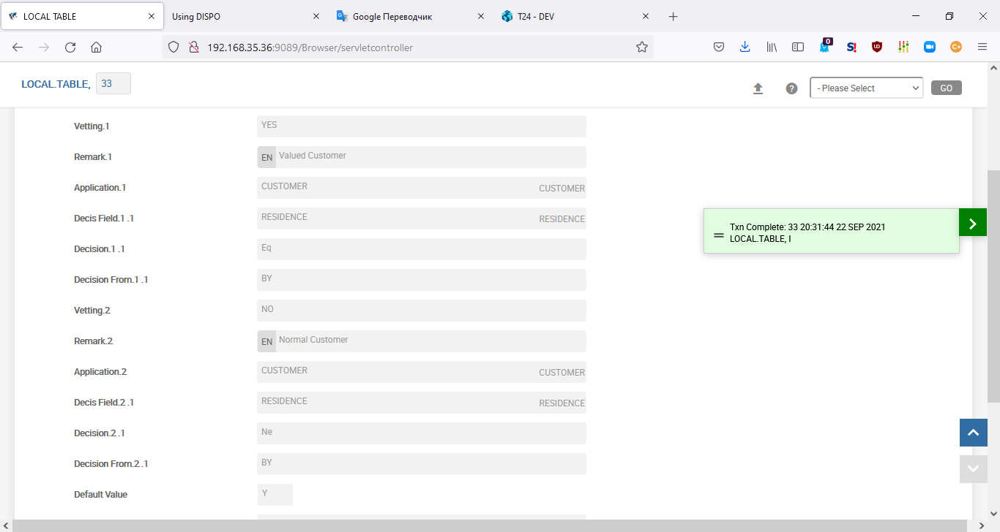 LOCAL TABLE
Using DISPO
Google Переводчик
T24 - DEV
192.168.35.36:9089/Browser/servletcontroller
0
S!
UD
C+
LOCAL.TABLE, 33
?
- Please Select
GO
Vetting.1 YES
Remark.1 EN Valued Customer
Application.1 CUSTOMER CUSTOMER
Decis Field.1 .1 RESIDENCE RESIDENCE
Decision.1 .1 Eq
Decision From.1 .1 BY
Vetting.2 NO
Remark.2 EN Normal Customer
Application.2 CUSTOMER CUSTOMER
Decis Field.2 .1 RESIDENCE RESIDENCE
Decision.2 .1 Ne
Decision From.2 .1 BY
Default Value Y
Txn Complete: 33 20:31:44 22 SEP 2021
LOCAL.TABLE, I